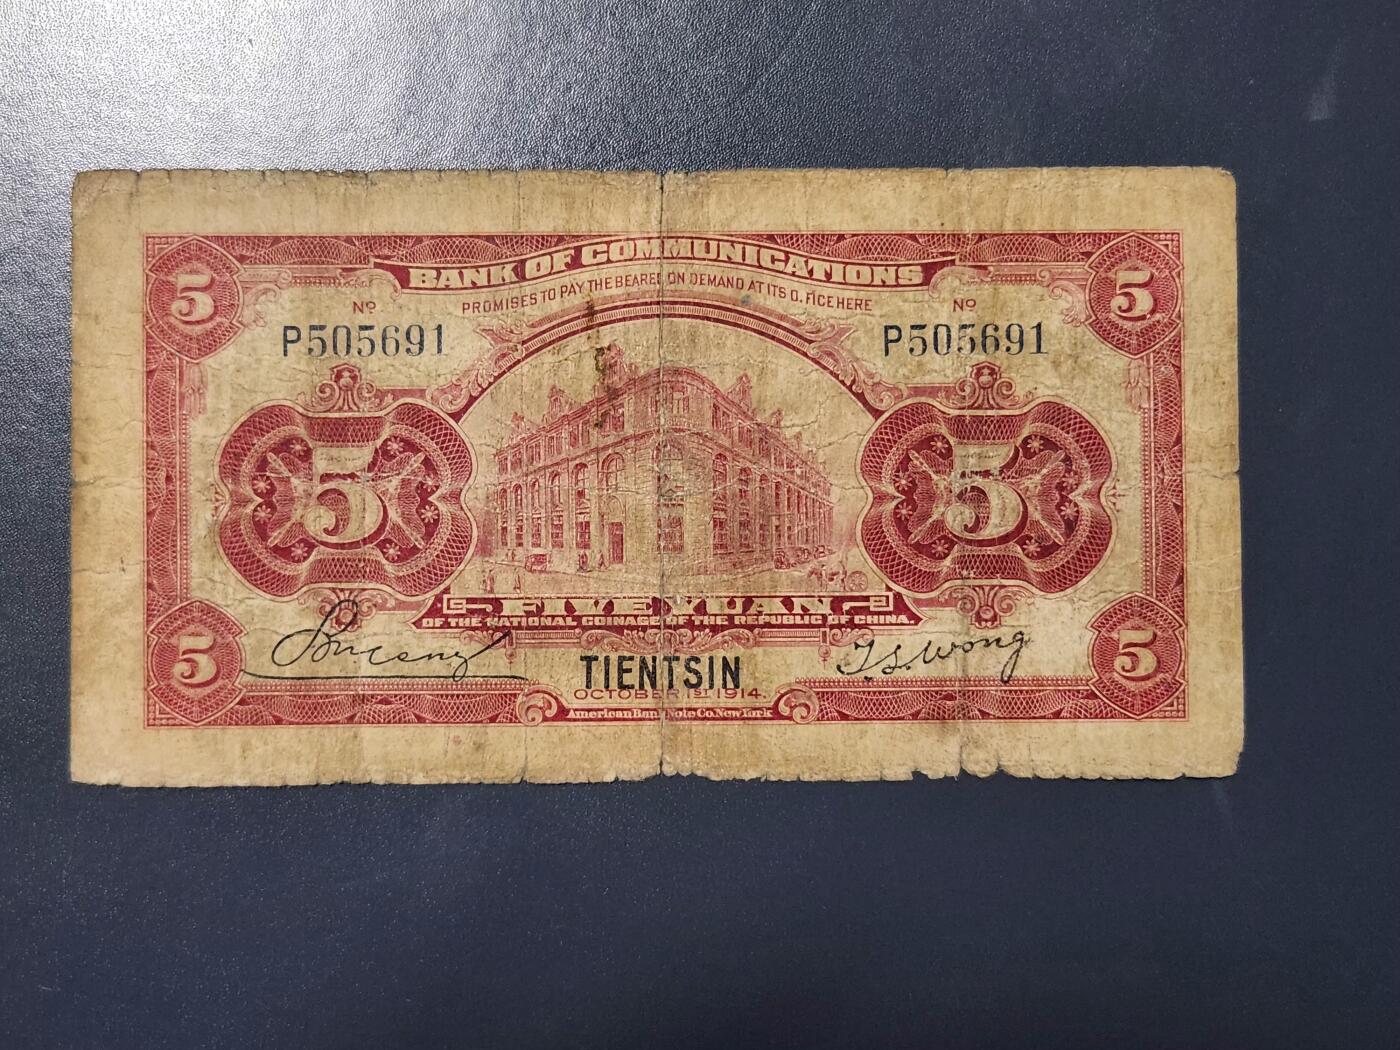 BANK OF COMMUNICATIONS
PROMISES TO PAY THE BEARER ON DEMAND AT ITS OFFICE HERE
5 5
Nº Nº
P505691 P505691
5 5
FIVE YUAN
OF THE NATIONAL COINAGE OF THE REPUBLIC OF CHINA.
T.S. Wong
5 5
TIENTSIN
OCTOBER 1ST 1914.
American Bank Note Co. New York